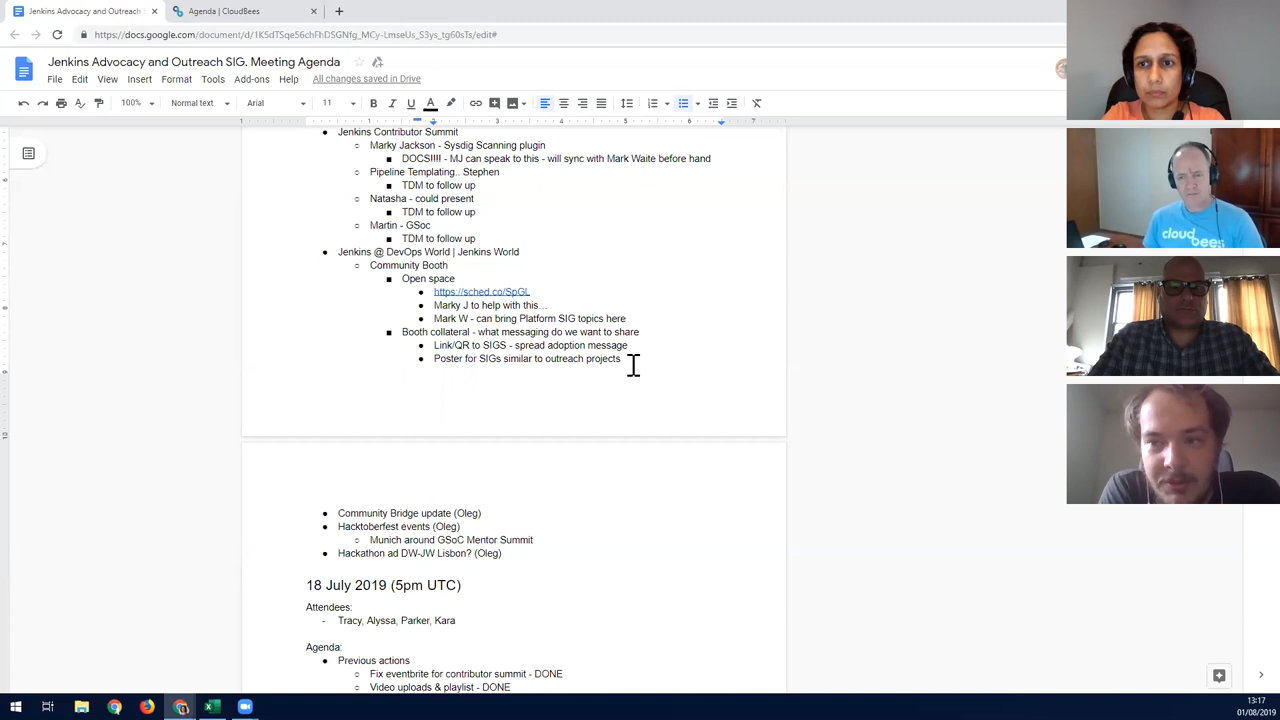 Jenkins Advocacy and Outreach
Agenda | CloudBees
https://docs.google.com/document/d/1K5dTSqe56chFhDSGNfg_MCy-LmseUs_S3ys_tg60sTs/edit#
Jenkins Advocacy and Outreach SIG. Meeting Agenda
File Edit View Insert Format Tools Add-ons Help All changes saved in Drive
100% Normal text Arial 11
Jenkins Contributor Summit
Marky Jackson - Sysdig Scanning plugin
DOCS!!!! - MJ can speak to this - will sync with Mark Waite before hand
Pipeline Templating.. Stephen
TDM to follow up
Natasha - could present
TDM to follow up
Martin - GSoc
TDM to follow up
Jenkins @ DevOps World | Jenkins World
Community Booth
Open space
https://sched.co/SpGL
Marky J to help with this...
Mark W - can bring Platform SIG topics here
Booth collateral - what messaging do we want to share
Link/QR to SIGS - spread adoption message
Poster for SIGs similar to outreach projects
Community Bridge update (Oleg)
Hacktoberfest events (Oleg)
Munich around GSoC Mentor Summit
Hackathon ad DW-JW Lisbon? (Oleg)
18 July 2019 (5pm UTC)
Attendees:
- Tracy, Alyssa, Parker, Kara
Agenda:
Previous actions
Fix eventbrite for contributor summit - DONE
Video uploads & playlist - DONE
cloud
bees
13:17
01/08/2019